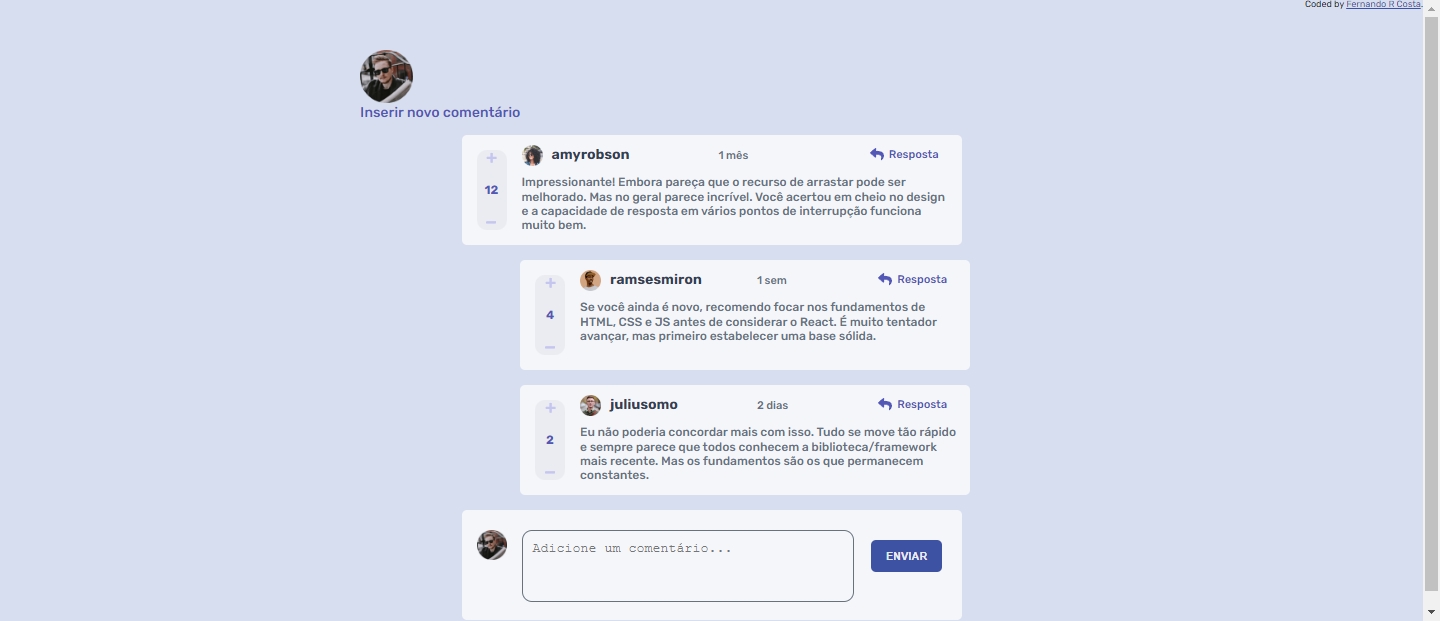 Coded by Fernando R Costa.
Inserir novo comentário
+
amyrobson 1 mês Resposta
12
Impressionante! Embora pareça que o recurso de arrastar pode ser
melhorado. Mas no geral parece incrível. Você acertou em cheio no design
e a capacidade de resposta em vários pontos de interrupção funciona
muito bem.
−
+
ramsesmiron 1 sem Resposta
4
Se você ainda é novo, recomendo focar nos fundamentos de
HTML, CSS e JS antes de considerar o React. É muito tentador
avançar, mas primeiro estabelecer uma base sólida.
−
+
juliusomo 2 dias Resposta
2
Eu não poderia concordar mais com isso. Tudo se move tão rápido
e sempre parece que todos conhecem a biblioteca/framework
mais recente. Mas os fundamentos são os que permanecem
constantes.
−
Adicione um comentário...
ENVIAR